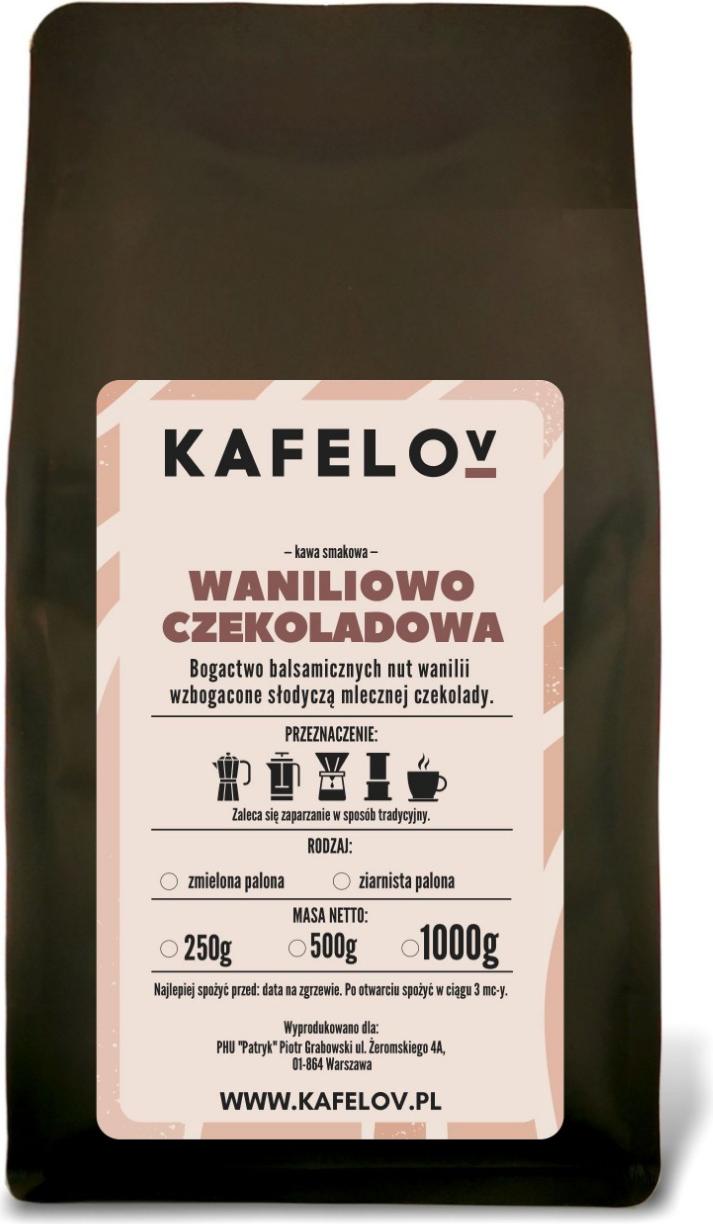 KAFELOV
– kawa smakowa –
WANILIOWO
CZEKOLADOWA
Bogactwo balsamicznych nut wanilii
wzbogacone słodyczą mlecznej czekolady.
PRZEZNACZENIE:
Zaleca się zaparzanie w sposób tradycyjny.
RODZAJ:
zmielona palona ziarnista palona
MASA NETTO:
250g 500g 1000g
Najlepiej spożyć przed: data na zgrzewie. Po otwarciu spożyć w ciągu 3 mc-y.
Wyprodukowano dla:
PHU "Patryk" Piotr Grabowski ul. Żeromskiego 4A,
01-864 Warszawa
WWW.KAFELOV.PL